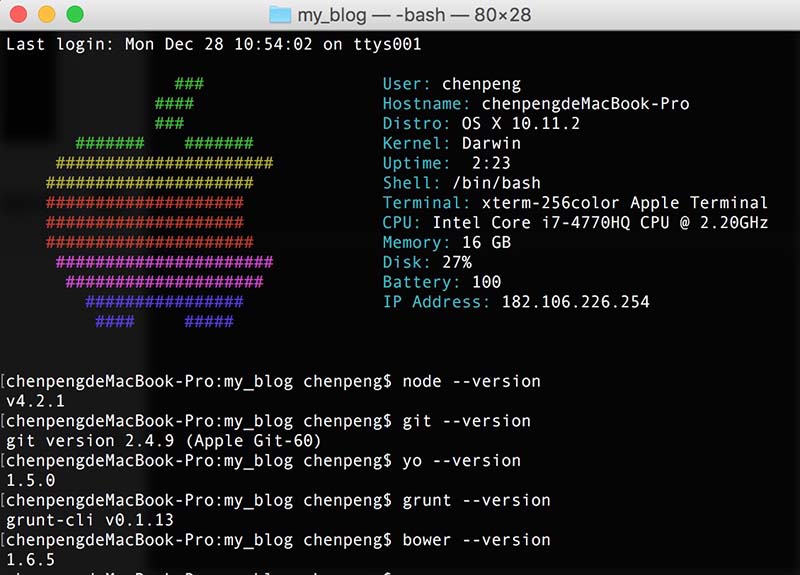 my_blog — -bash — 80×28
Last login: Mon Dec 28 10:54:02 on ttys001
### User: chenpeng
#### Hostname: chenpengdeMacBook-Pro
### Distro: OS X 10.11.2
####### ####### Kernel: Darwin
###################### Uptime: 2:23
##################### Shell: /bin/bash
#################### Terminal: xterm-256color Apple Terminal
#################### CPU: Intel Core i7-4770HQ CPU @ 2.20GHz
##################### Memory: 16 GB
###################### Disk: 27%
#################### Battery: 100
################ IP Address: 182.106.226.254
#### #####
[chenpengdeMacBook-Pro:my_blog chenpeng$ node --version
v4.2.1
[chenpengdeMacBook-Pro:my_blog chenpeng$ git --version
git version 2.4.9 (Apple Git-60)
[chenpengdeMacBook-Pro:my_blog chenpeng$ yo --version
1.5.0
[chenpengdeMacBook-Pro:my_blog chenpeng$ grunt --version
grunt-cli v0.1.13
[chenpengdeMacBook-Pro:my_blog chenpeng$ bower --version
1.6.5